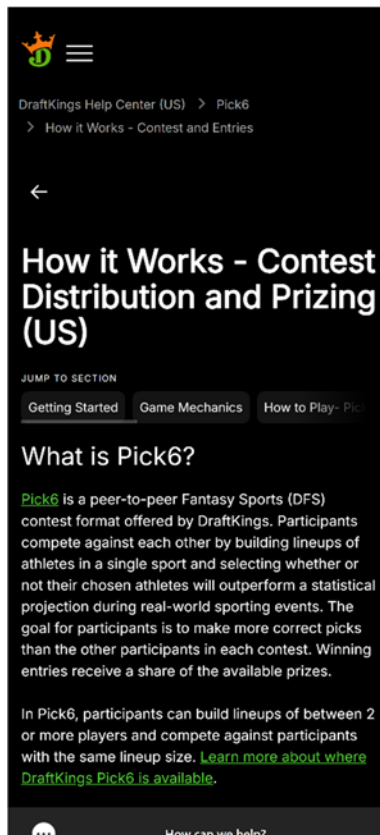 DraftKings Help Center (US) > Pick6
> How it Works - Contest and Entries
How it Works - Contest
Distribution and Prizing
(US)
JUMP TO SECTION
Getting Started Game Mechanics How to Play- Pic
What is Pick6?
Pick6 is a peer-to-peer Fantasy Sports (DFS)
contest format offered by DraftKings. Participants
compete against each other by building lineups of
athletes in a single sport and selecting whether or
not their chosen athletes will outperform a statistical
projection during real-world sporting events. The
goal for participants is to make more correct picks
than the other participants in each contest. Winning
entries receive a share of the available prizes.
In Pick6, participants can build lineups of between 2
or more players and compete against participants
with the same lineup size. Learn more about where
DraftKings Pick6 is available.
How can we help?